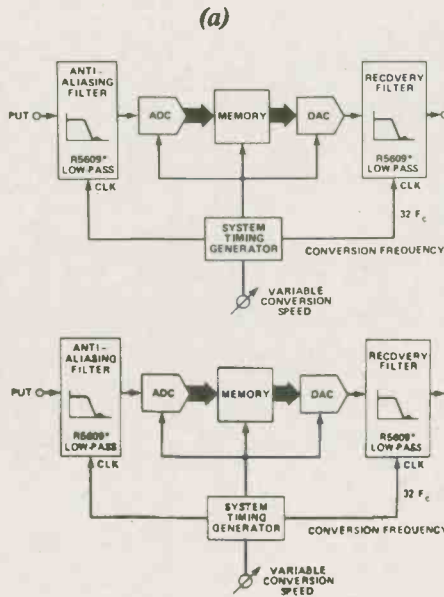 (a)
ANTI-
ALIASING
FILTER
R5609*
LOW-PASS
CLK
PUT
ADC
MEMORY
DAC
RECOVERY
FILTER
R5609*
LOW-PASS
CLK
32 Fc
SYSTEM
TIMING
GENERATOR
CONVERSION FREQUENCY
VARIABLE
CONVERSION
SPEED
ANTI-
ALIASING
FILTER
R5609*
LOW-PASS
CLK
PUT
ADC
MEMORY
DAC
RECOVERY
FILTER
R5609*
LOW-PASS
CLK
32 Fc
SYSTEM
TIMING
GENERATOR
CONVERSION FREQUENCY
VARIABLE
CONVERSION
SPEED